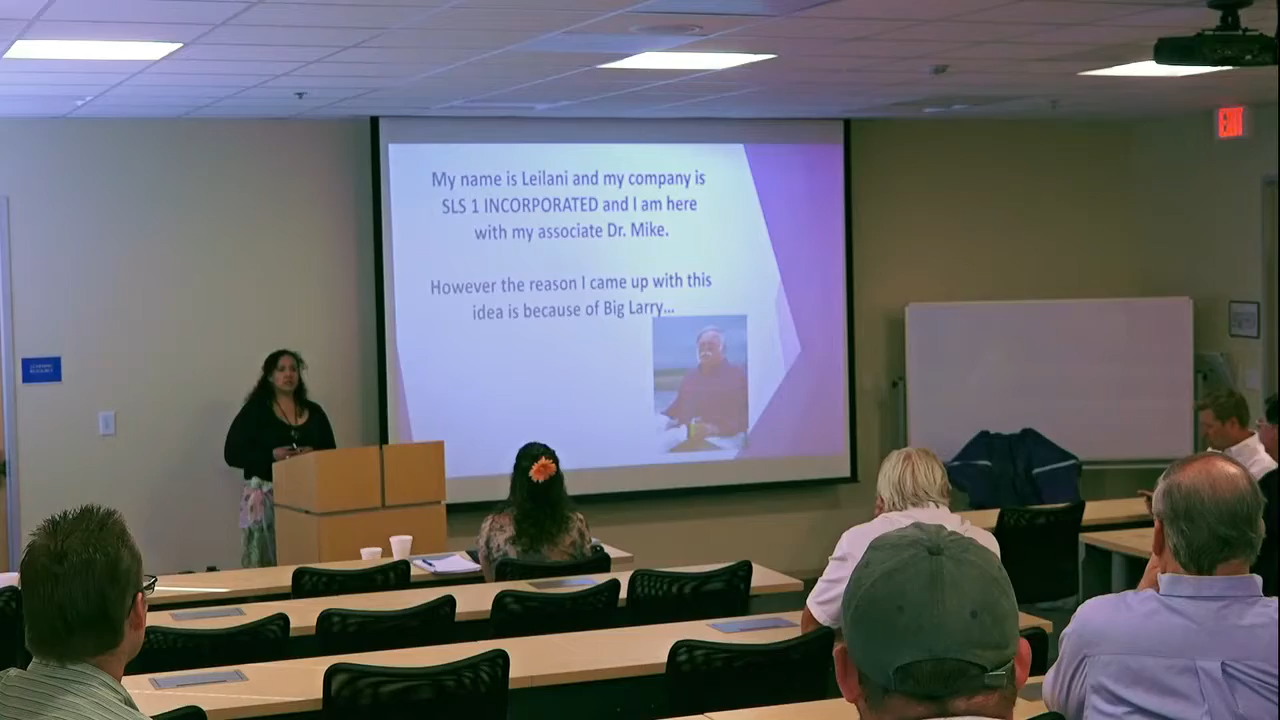 My name is Leilani and my company is
SLS 1 INCORPORATED and I am here
with my associate Dr. Mike.
However the reason I came up with this
idea is because of Big Larry...
EXIT